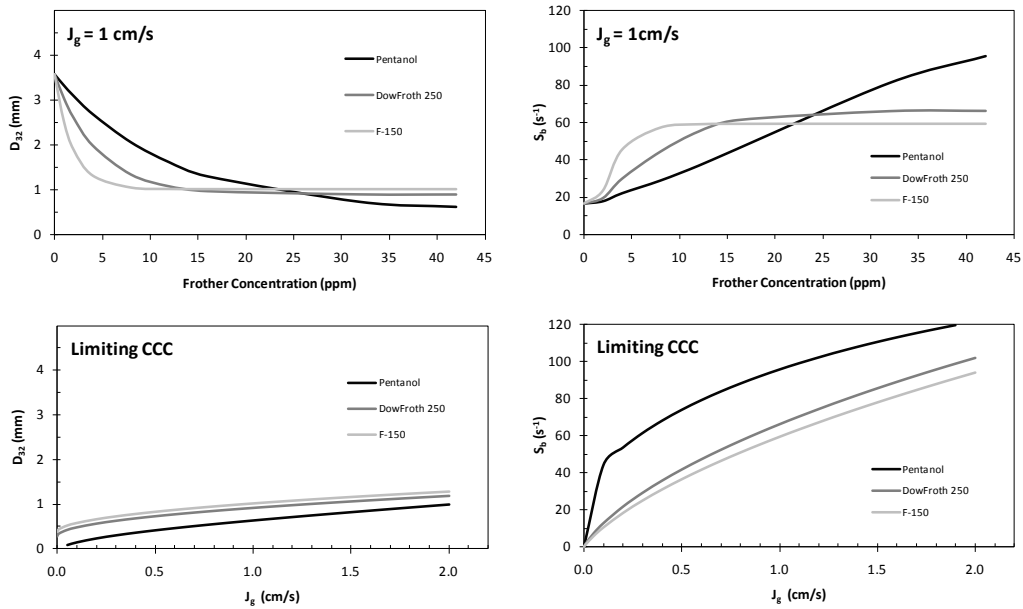 J_g = 1 cm/s
4
3
2
1
0
D_32 (mm)
Pentanol
DowFroth 250
F-150
0 5 10 15 20 25 30 35 40 45
Frother Concentration (ppm)
J_g = 1cm/s
120
100
80
60
40
20
0
S_b (s⁻¹)
Pentanol
DowFroth 250
F-150
0 5 10 15 20 25 30 35 40 45
Frother Concentration (ppm)
Limiting CCC
4
3
2
1
0
D_32 (mm)
Pentanol
DowFroth 250
F-150
0.0 0.5 1.0 1.5 2.0
J_g (cm/s)
Limiting CCC
120
100
80
60
40
20
0
S_b (s⁻¹)
Pentanol
DowFroth 250
F-150
0.0 0.5 1.0 1.5 2.0
J_g (cm/s)